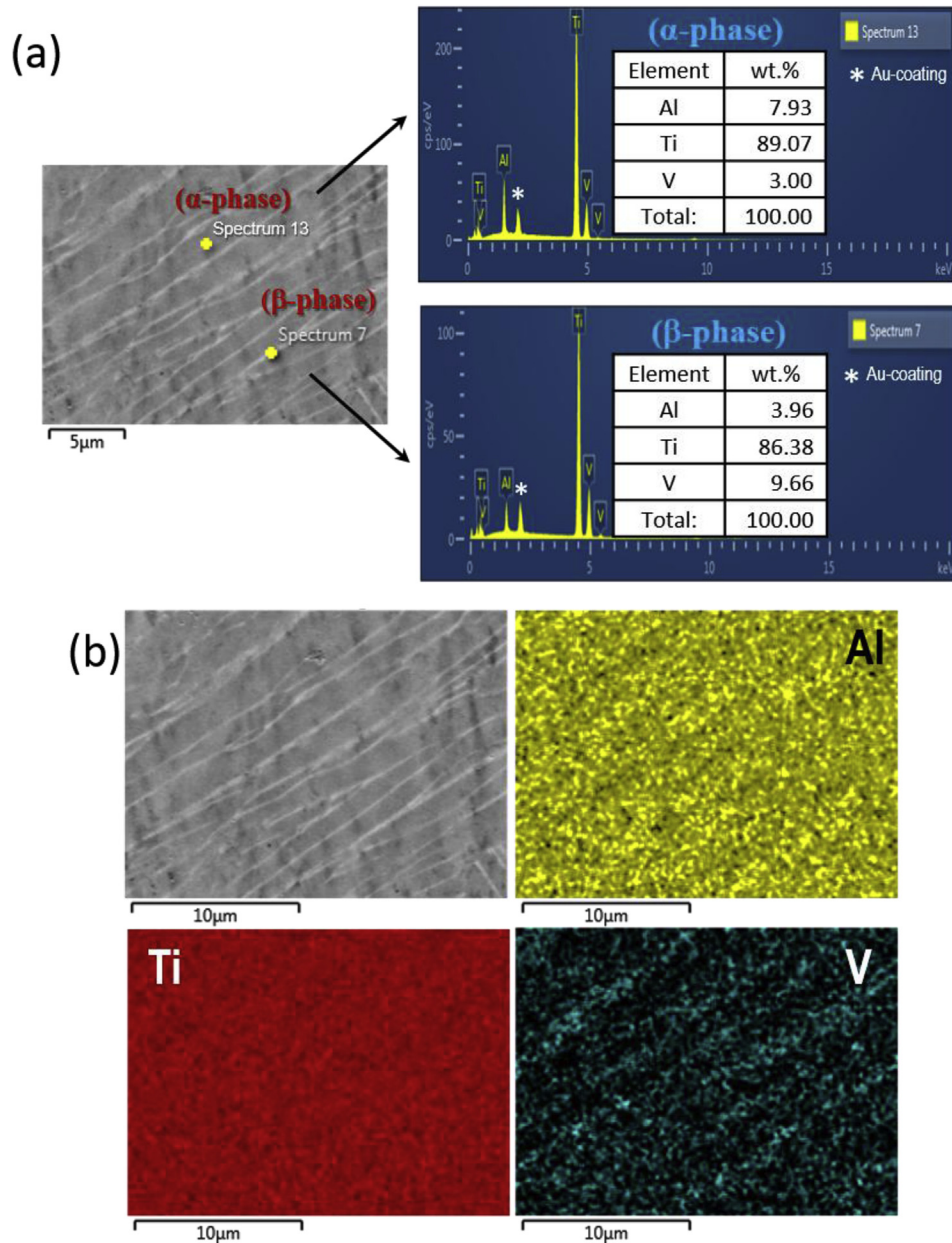 (a)
(α-phase)
Spectrum 13
(β-phase)
Spectrum 7
5μm
(α-phase)
Spectrum 13
* Au-coating
cps/eV
200
100
0
Ti
V
Al
*
Ti
V
V
Element wt.%
Al 7.93
Ti 89.07
V 3.00
Total: 100.00
0 5 10 15 keV
(β-phase)
Spectrum 7
* Au-coating
cps/eV
100
50
0
Ti
V
Al
*
Ti
V
V
Element wt.%
Al 3.96
Ti 86.38
V 9.66
Total: 100.00
0 5 10 15 keV
(b)
10μm
Al
10μm
Ti
10μm
V
10μm